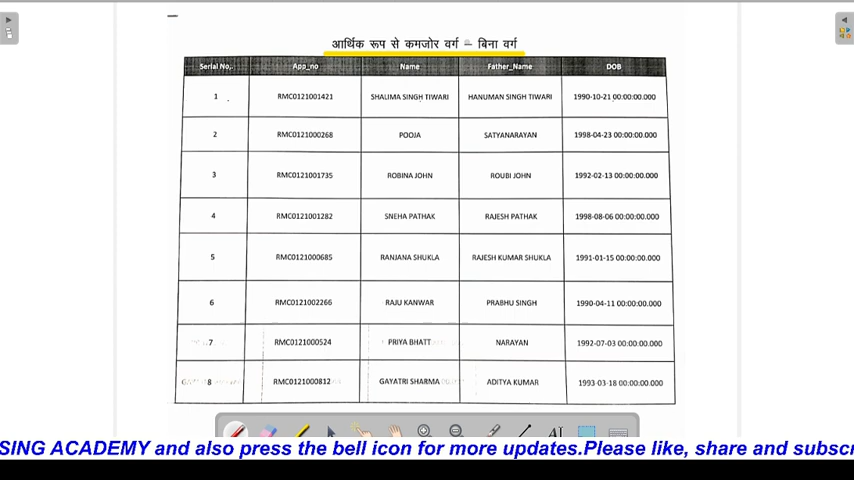 आर्थिक रूप से कमजोर वर्ग – बिना वर्ग
Serial No. App_no Name Father_Name DOB
1 RMC0121001421 SHALIMA SINGH TIWARI HANUMAN SINGH TIWARI 1990-10-21 00:00:00.000
2 RMC0121000268 POOJA SATYANARAYAN 1998-04-23 00:00:00.000
3 RMC0121001735 ROBINA JOHN ROUBI JOHN 1992-02-13 00:00:00.000
4 RMC0121001282 SNEHA PATHAK RAJESH PATHAK 1998-08-06 00:00:00.000
5 RMC0121000685 RANJANA SHUKLA RAJESH KUMAR SHUKLA 1991-01-15 00:00:00.000
6 RMC0121002266 RAJU KANWAR PRABHU SINGH 1990-04-11 00:00:00.000
7 RMC0121000524 PRIYA BHATT NARAYAN 1992-07-03 00:00:00.000
8 RMC0121000812 GAYATRI SHARMA ADITYA KUMAR 1993-03-18 00:00:00.000
SING ACADEMY and also press the bell icon for more updates.Please like, share and subscr